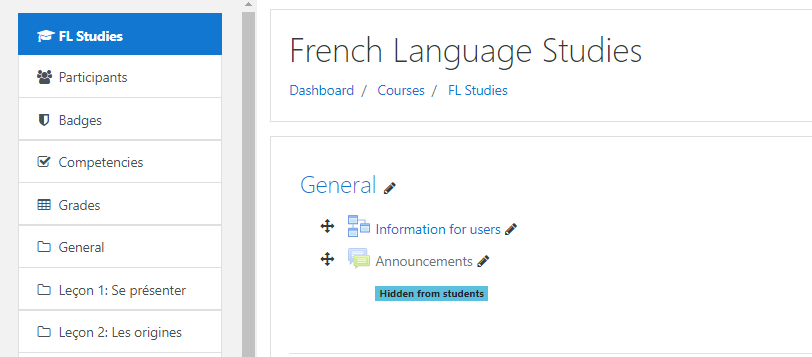 FL Studies
Participants
Badges
Competencies
Grades
General
Leçon 1: Se présenter
Leçon 2: Les origines
French Language Studies
Dashboard / Courses / FL Studies
General
Information for users
Announcements
Hidden from students